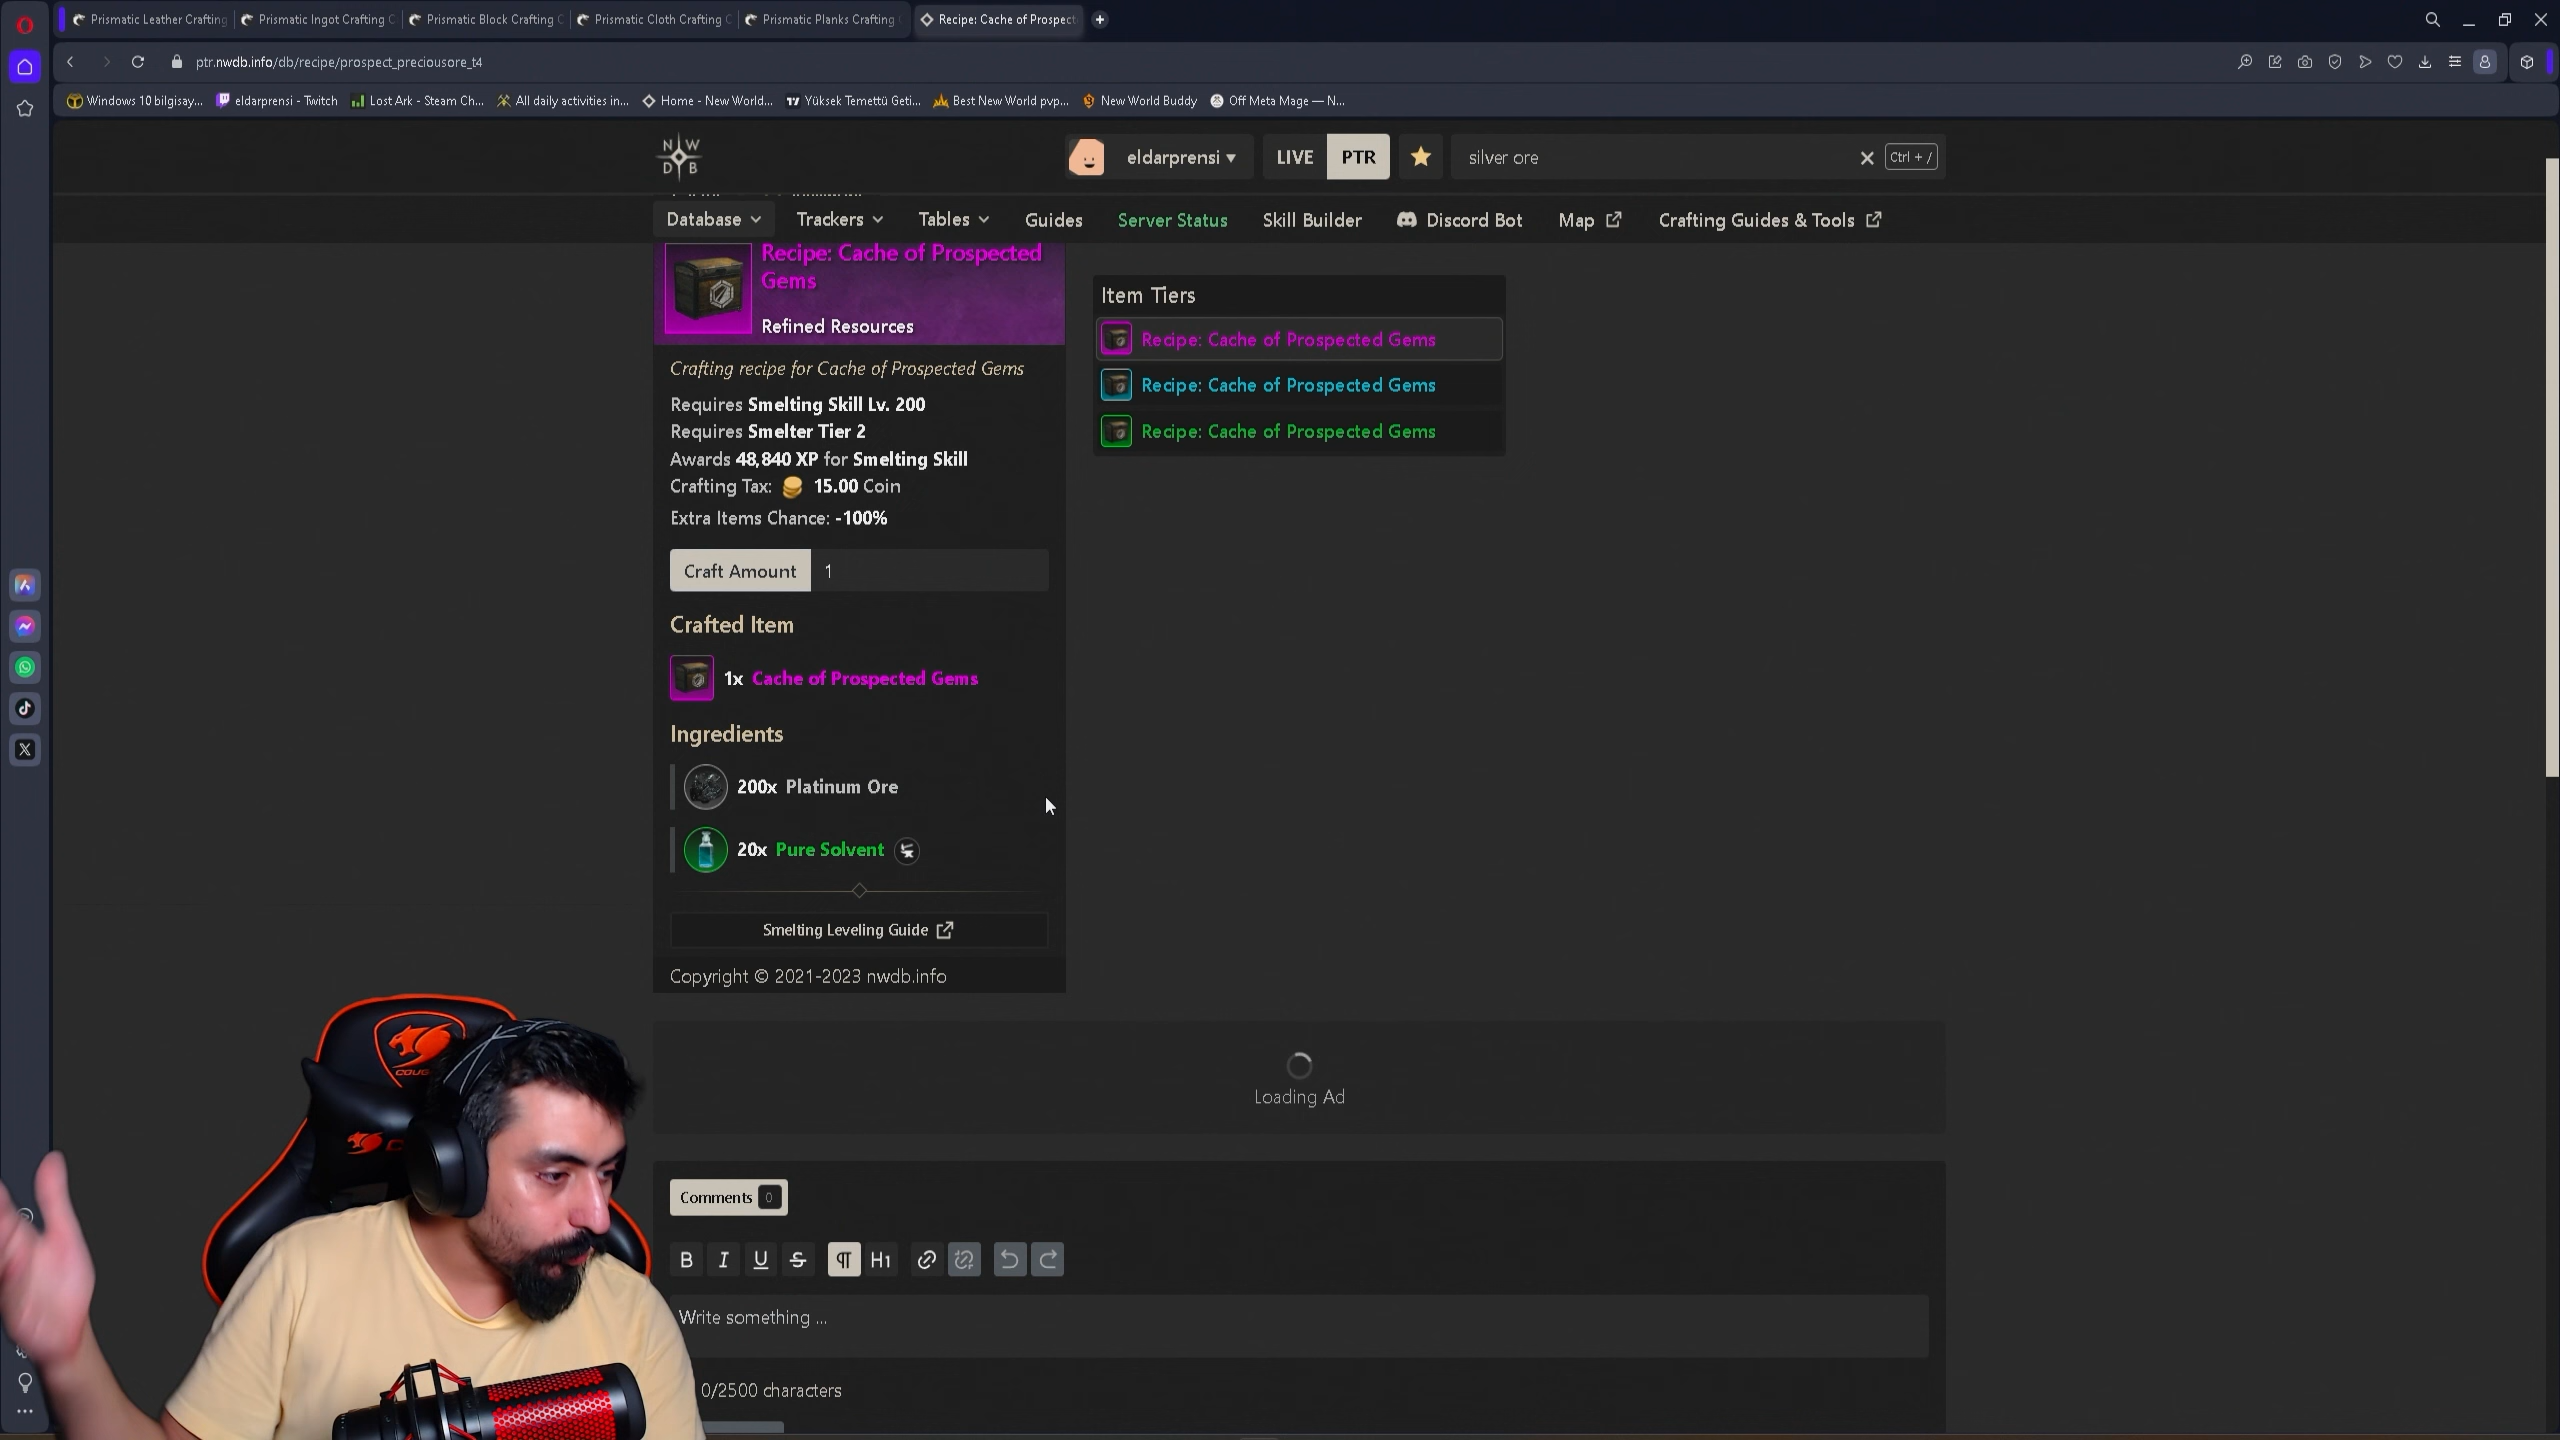 Prismatic Leather Crafting
Prismatic Ingot Crafting C
Prismatic Block Crafting C
Prismatic Cloth Crafting C
Prismatic Planks Crafting
Recipe: Cache of Prospect
ptr.nwdb.info/db/recipe/prospect_preciousore_t4
Windows 10 bilgisay...
eldarprensi - Twitch
Lost Ark - Steam Ch...
All daily activities in...
Home - New World...
Yüksek Temettü Geti...
Best New World pvp...
New World Buddy
Off Meta Mage — N...
N W
D B
eldarprensi
LIVE
PTR
silver ore
Ctrl + /
Database
Trackers
Tables
Guides
Server Status
Skill Builder
Discord Bot
Map
Crafting Guides & Tools
Recipe: Cache of Prospected
Gems
Refined Resources
Crafting recipe for Cache of Prospected Gems
Requires Smelting Skill Lv. 200
Requires Smelter Tier 2
Awards 48,840 XP for Smelting Skill
Crafting Tax: 15.00 Coin
Extra Items Chance: -100%
Craft Amount 1
Crafted Item
1x Cache of Prospected Gems
Ingredients
200x Platinum Ore
20x Pure Solvent
Smelting Leveling Guide
Copyright © 2021-2023 nwdb.info
Item Tiers
Recipe: Cache of Prospected Gems
Recipe: Cache of Prospected Gems
Recipe: Cache of Prospected Gems
Loading Ad
Comments 0
B I U S ¶ H1
Write something ...
0/2500 characters